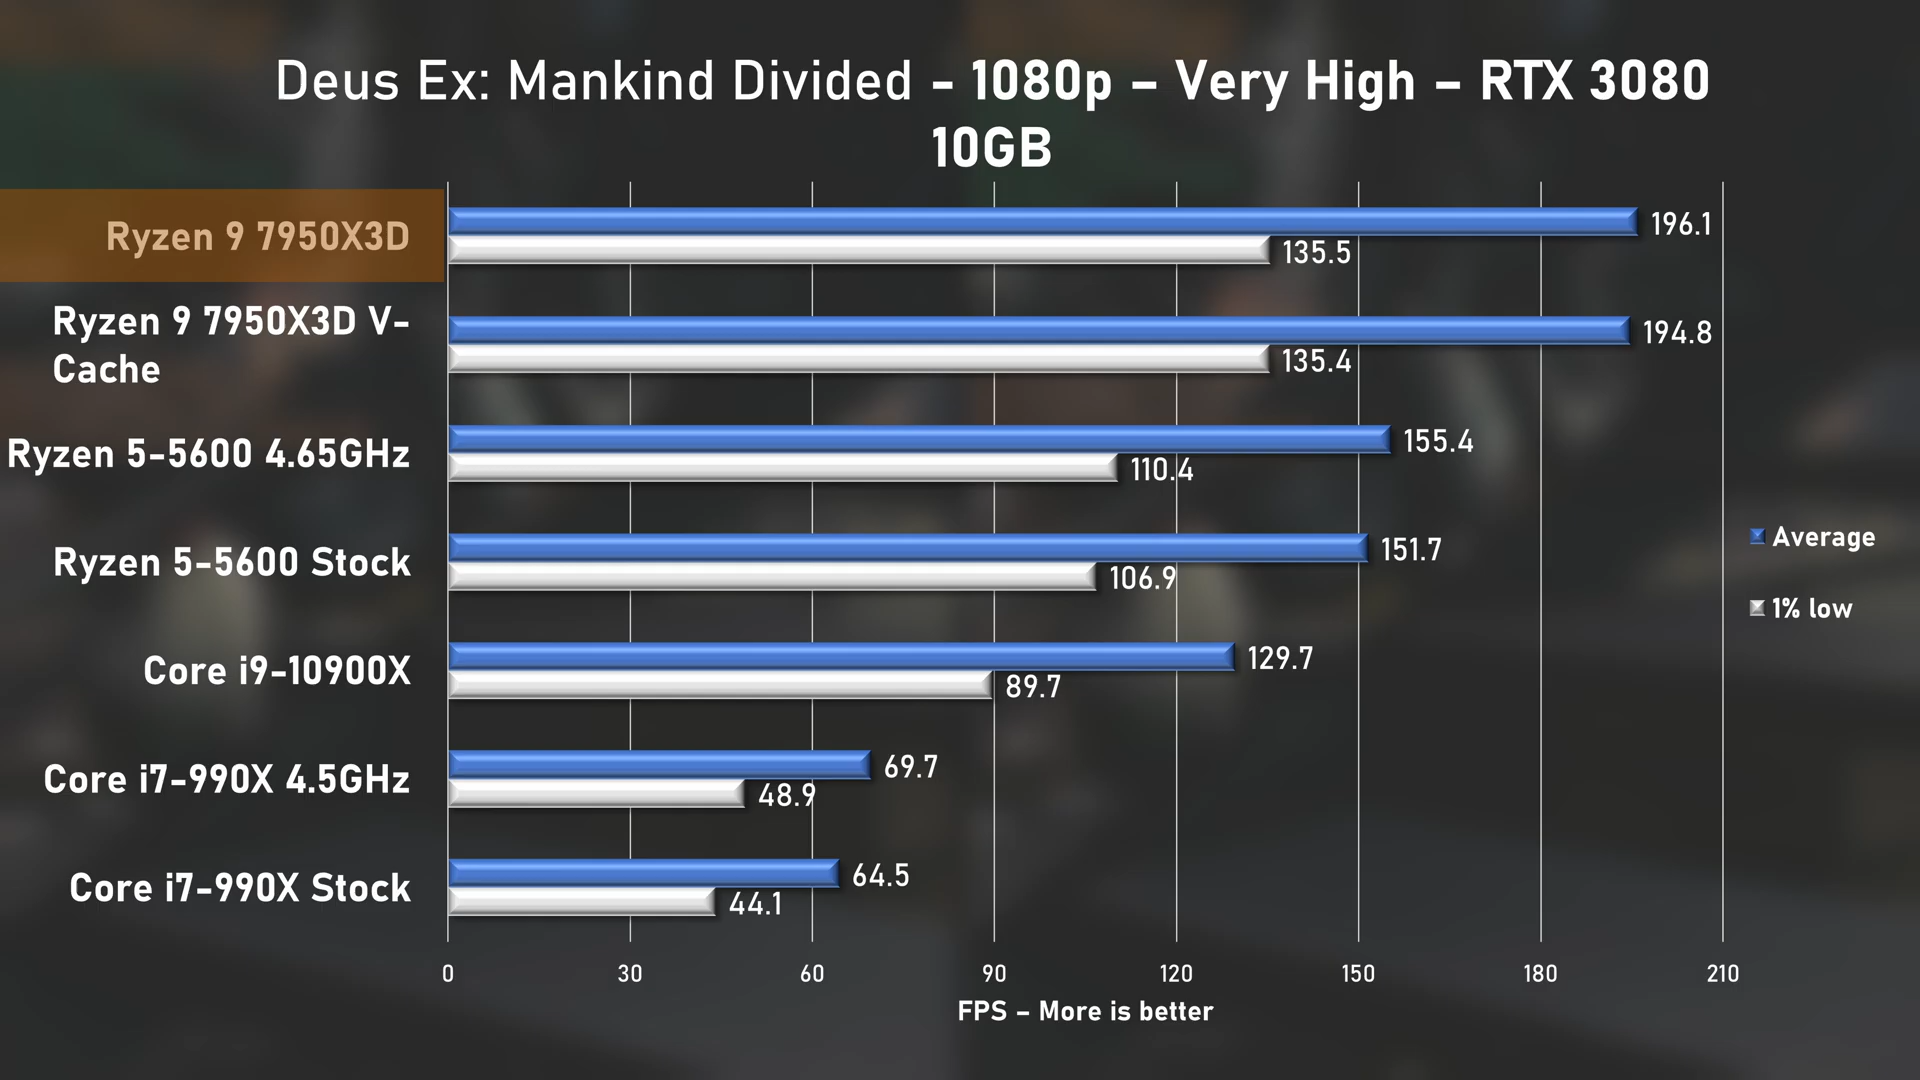 Deus Ex: Mankind Divided - 1080p – Very High – RTX 3080
10GB
Ryzen 9 7950X3D
196.1
135.5
Ryzen 9 7950X3D V-
Cache
194.8
135.4
Ryzen 5-5600 4.65GHz
155.4
110.4
Ryzen 5-5600 Stock
151.7
106.9
Core i9-10900X
129.7
89.7
Core i7-990X 4.5GHz
69.7
48.9
Core i7-990X Stock
64.5
44.1
Average
1% low
0 30 60 90 120 150 180 210
FPS – More is better